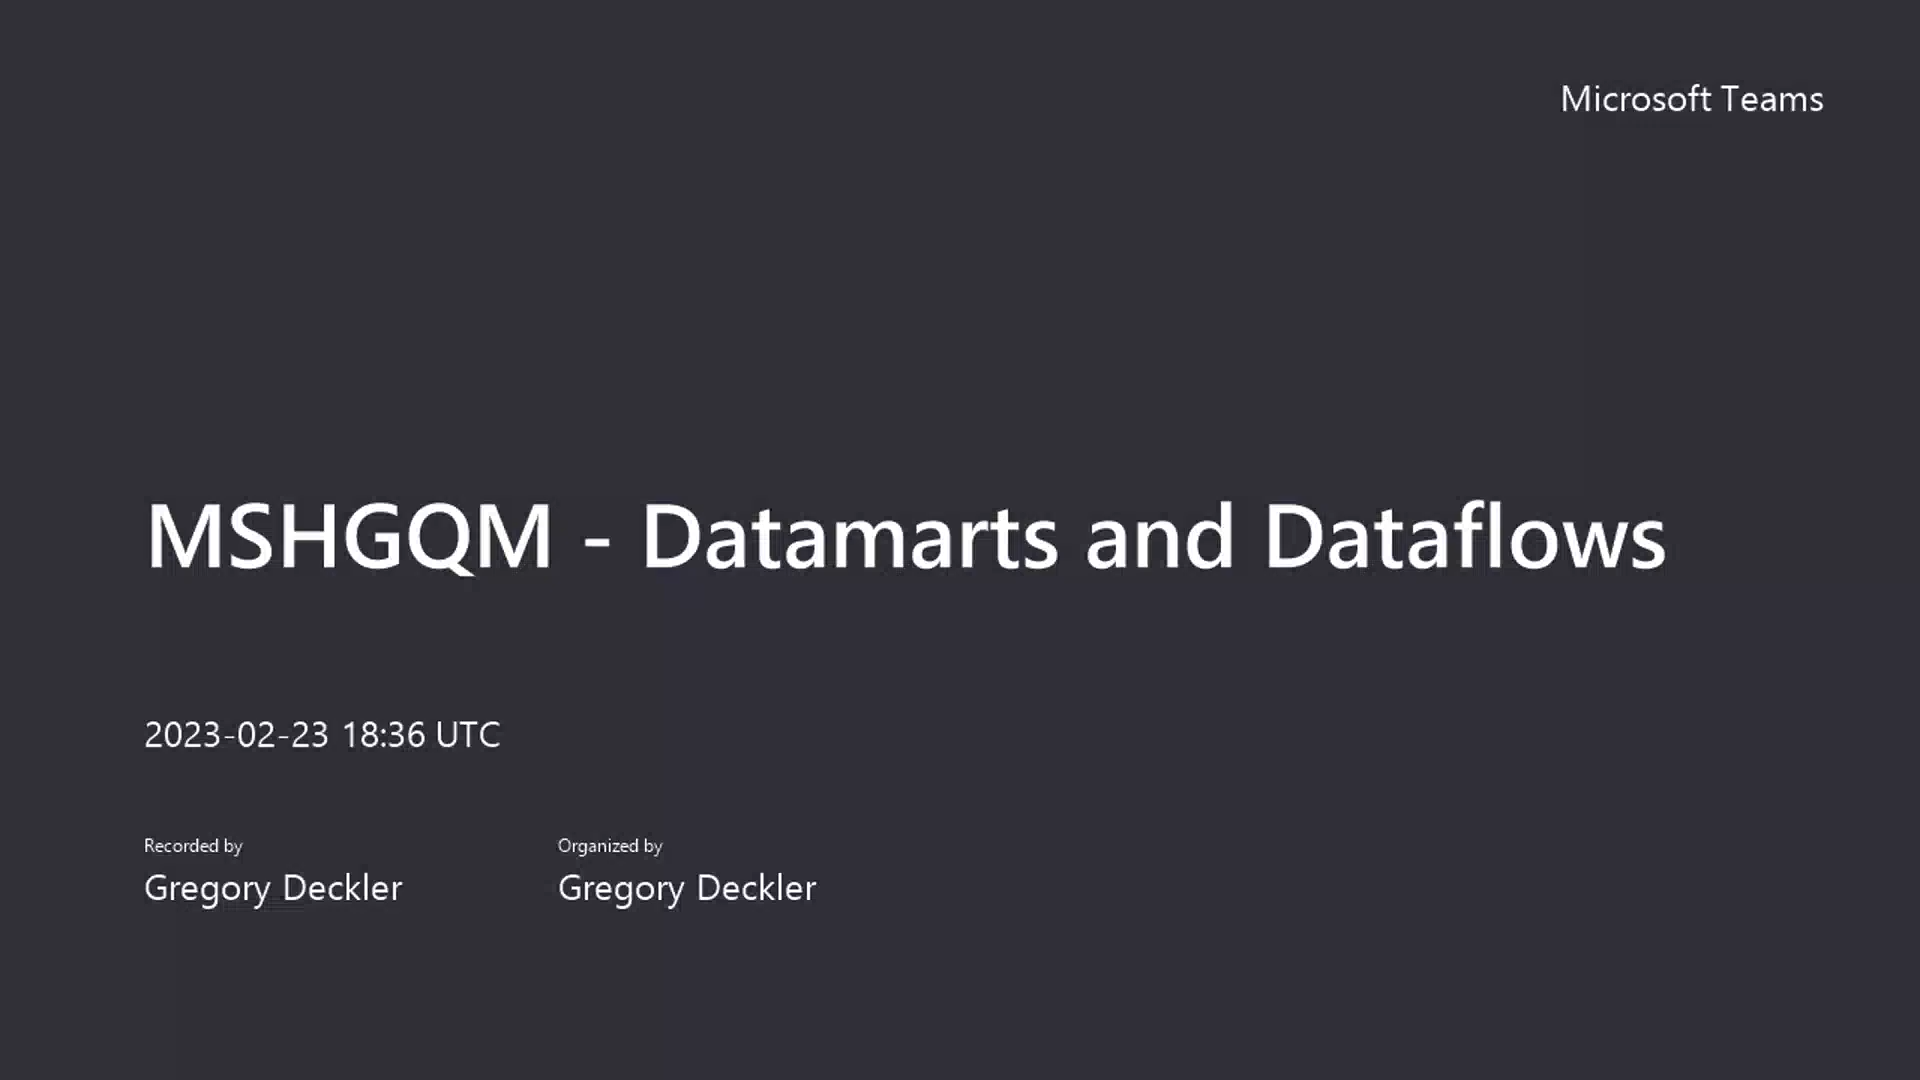 Microsoft Teams
MSHGQM - Datamarts and Dataflows
2023-02-23 18:36 UTC
Recorded by
Gregory Deckler
Organized by
Gregory Deckler